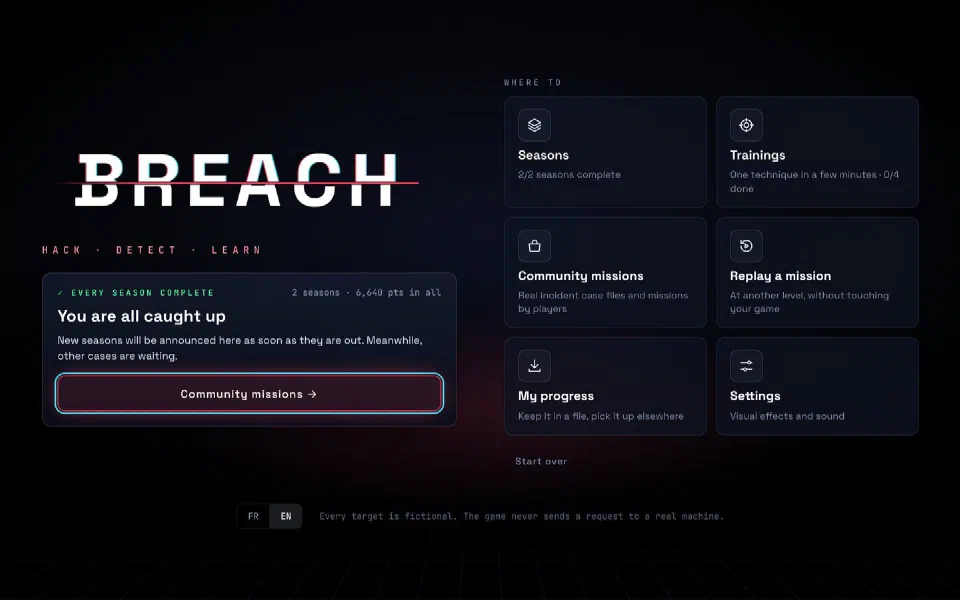 BREACH
HACK · DETECT · LEARN
✓ EVERY SEASON COMPLETE
2 seasons · 6,640 pts in all
You are all caught up
New seasons will be announced here as soon as they are out. Meanwhile,
other cases are waiting.
Community missions →
WHERE TO
Seasons
2/2 seasons complete
Trainings
One technique in a few minutes · 0/4
done
Community missions
Real incident case files and missions
by players
Replay a mission
At another level, without touching
your game
My progress
Keep it in a file, pick it up elsewhere
Settings
Visual effects and sound
Start over
FR EN
Every target is fictional. The game never sends a request to a real machine.